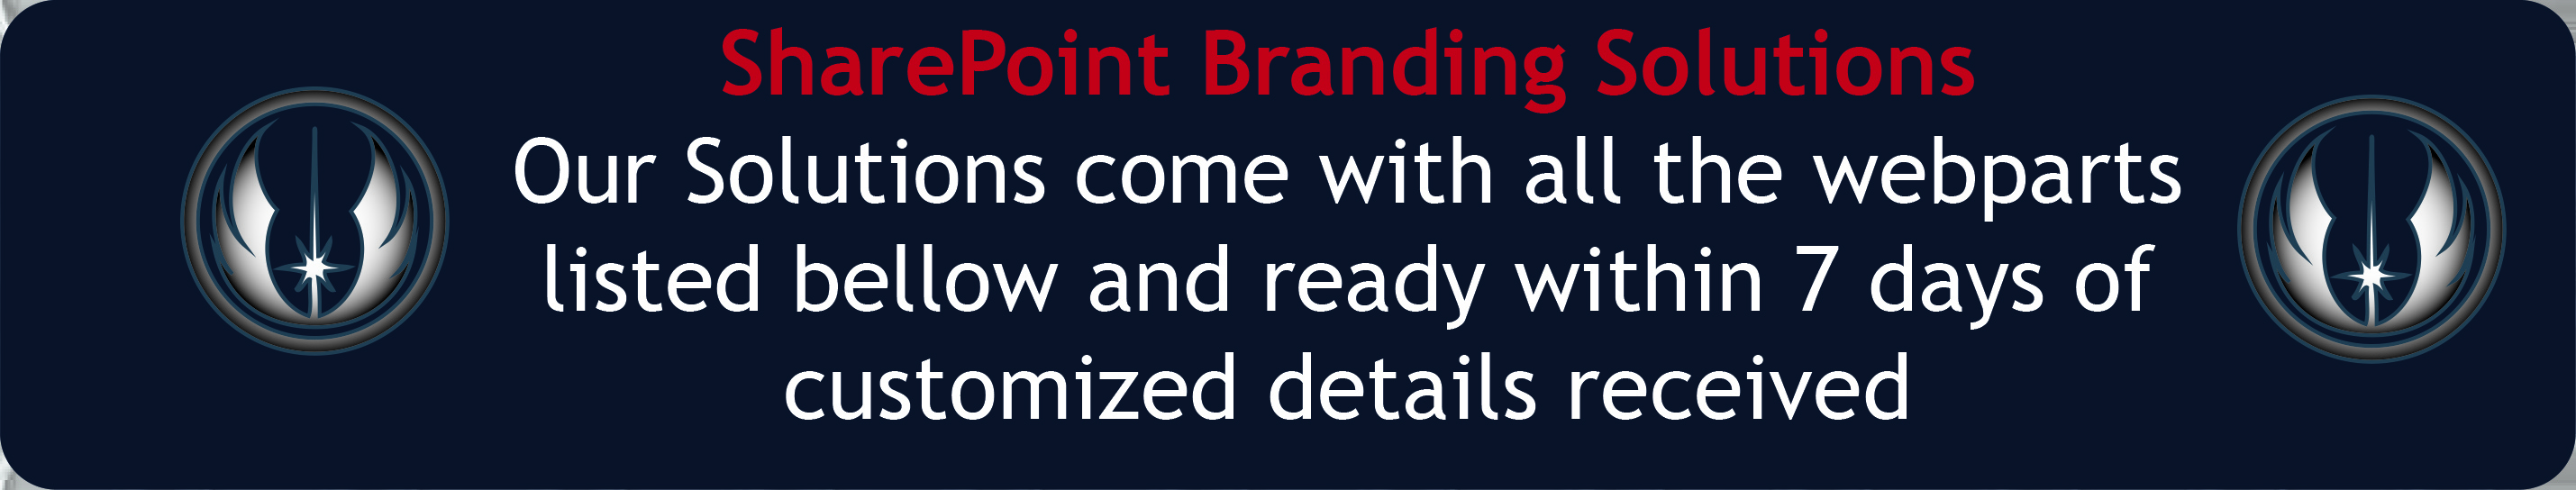 SharePoint Branding Solutions
Our Solutions come with all the webparts
listed bellow and ready within 7 days of
customized details received